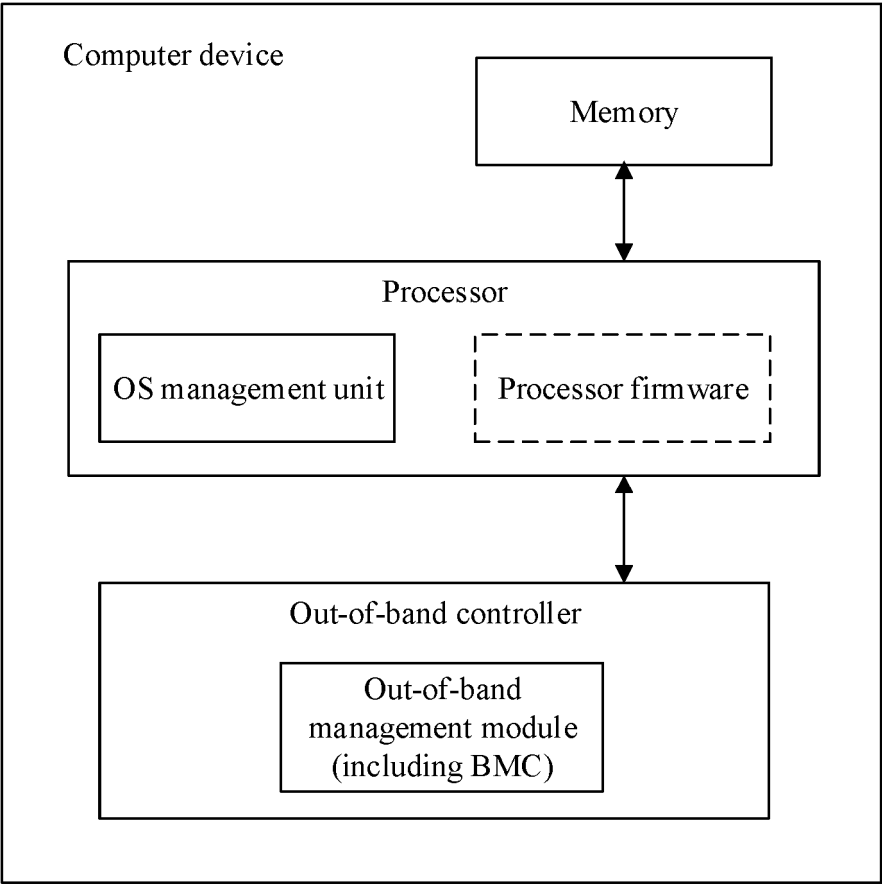 Computer device
Memory
Processor
OS management unit
Processor firmware
Out-of-band controller
Out-of-band
management module
(including BMC)